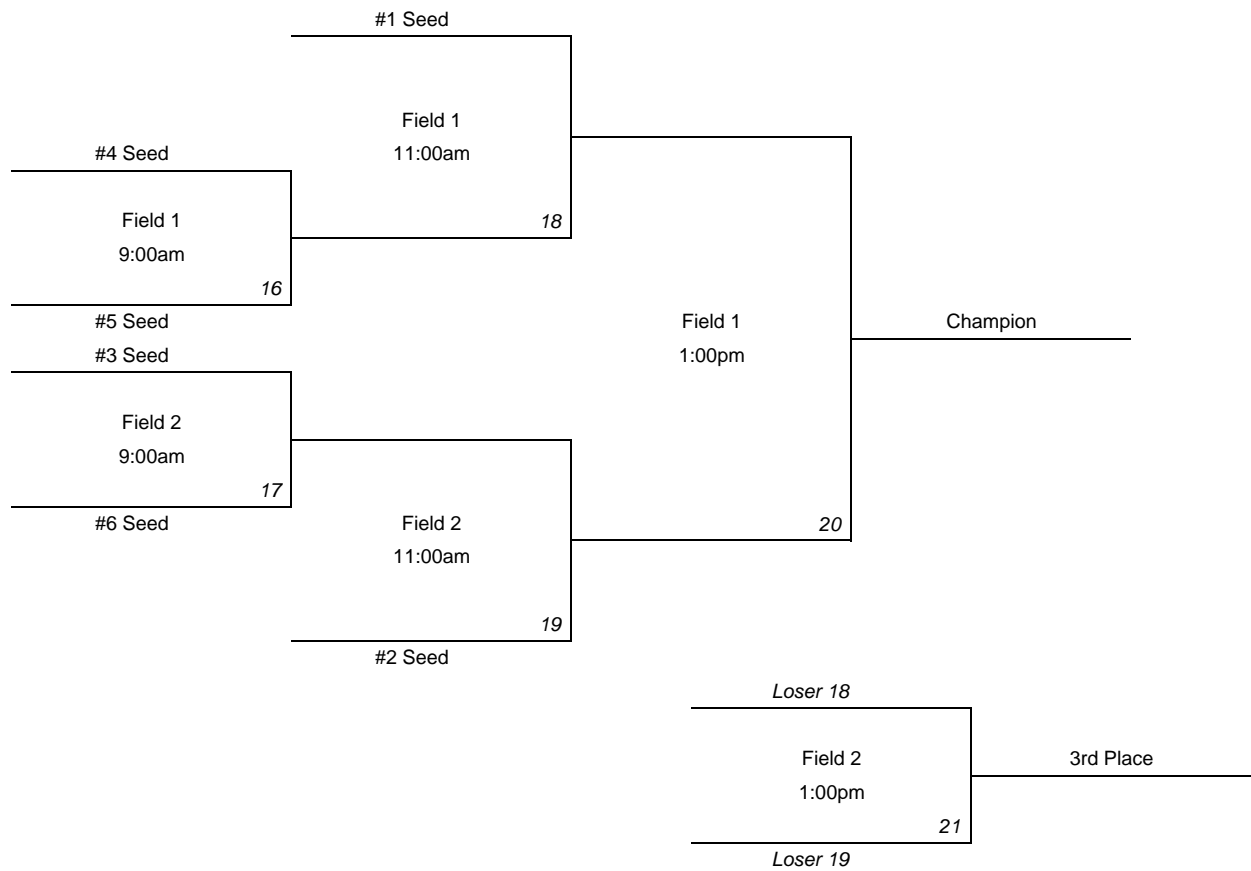 #1 Seed
Field 1
11:00am
18
#4 Seed
Field 1
9:00am
16
#5 Seed
#3 Seed
Field 2
9:00am
17
#6 Seed
Field 2
11:00am
19
#2 Seed
Field 1
1:00pm
20
Champion
Loser 18
Field 2
1:00pm
21
Loser 19
3rd Place